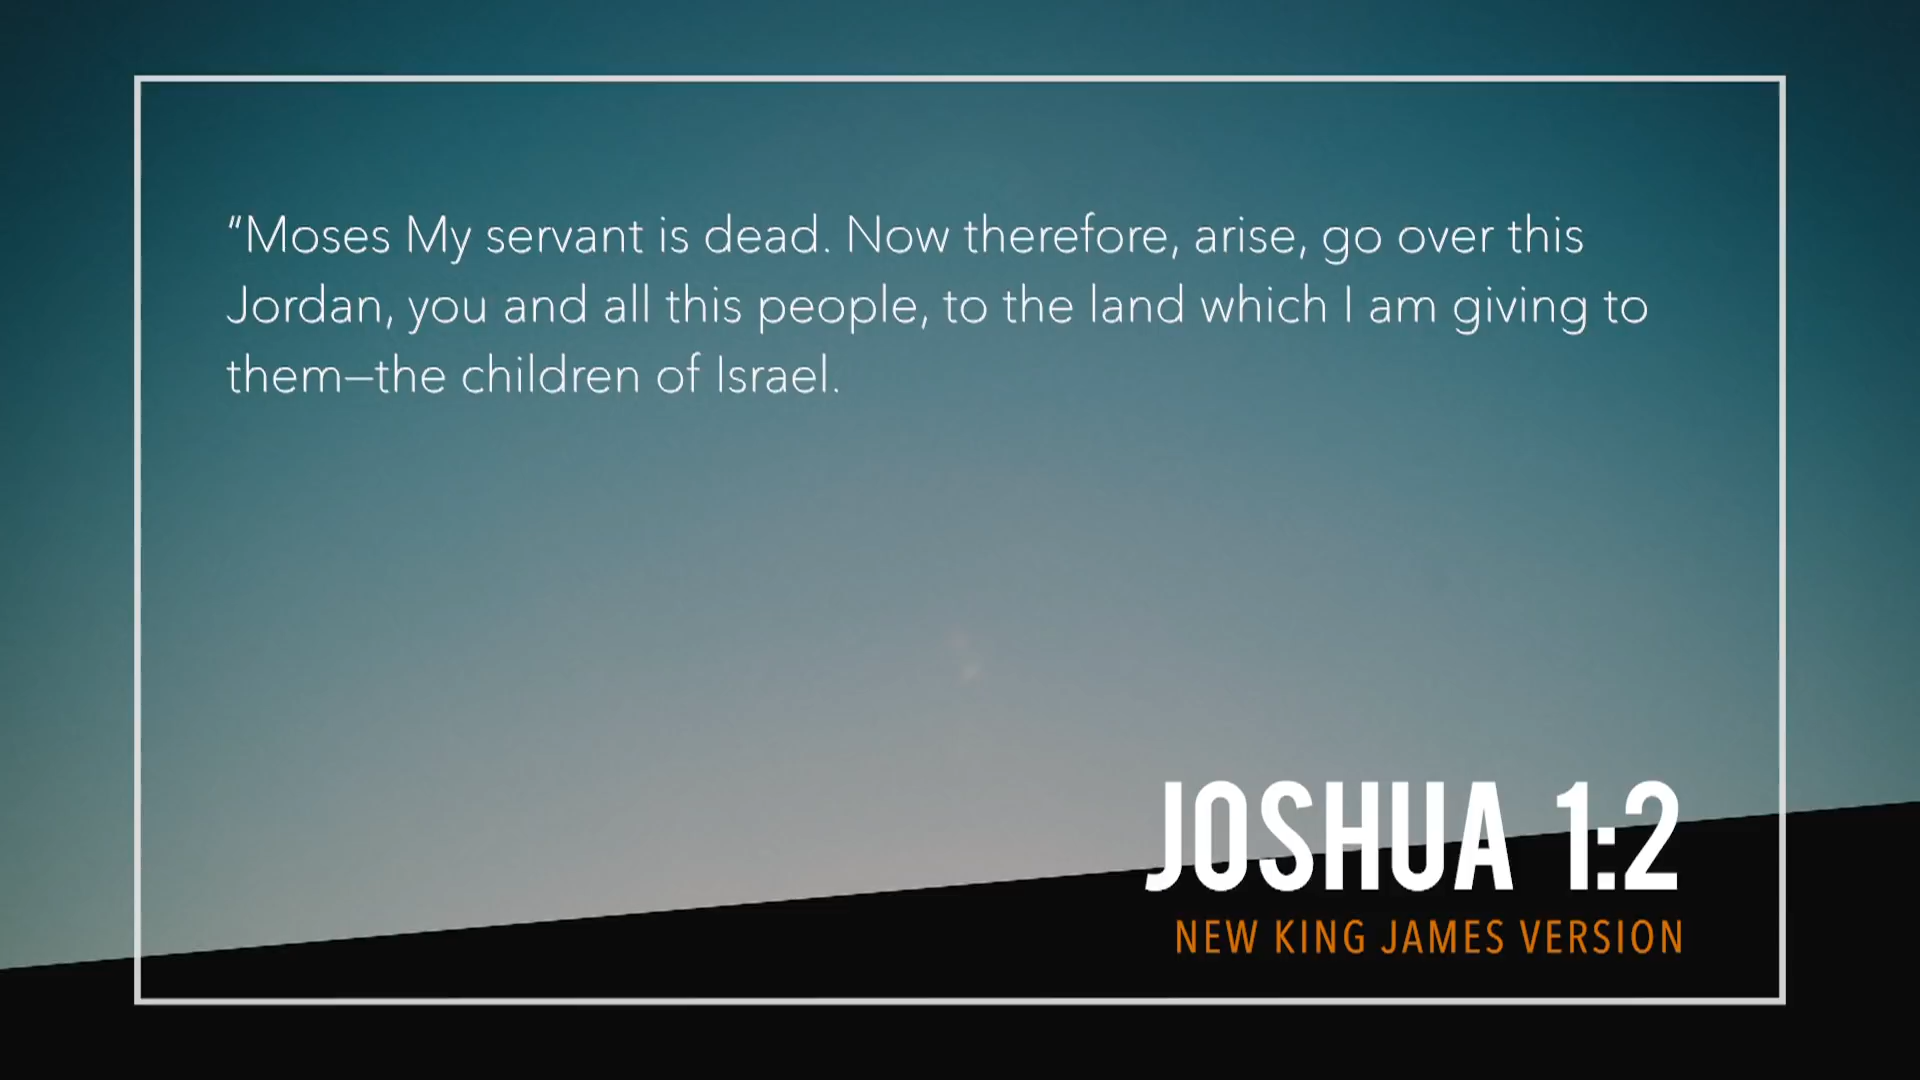 “Moses My servant is dead. Now therefore, arise, go over this
Jordan, you and all this people, to the land which I am giving to
them—the children of Israel.
JOSHUA 1:2
NEW KING JAMES VERSION